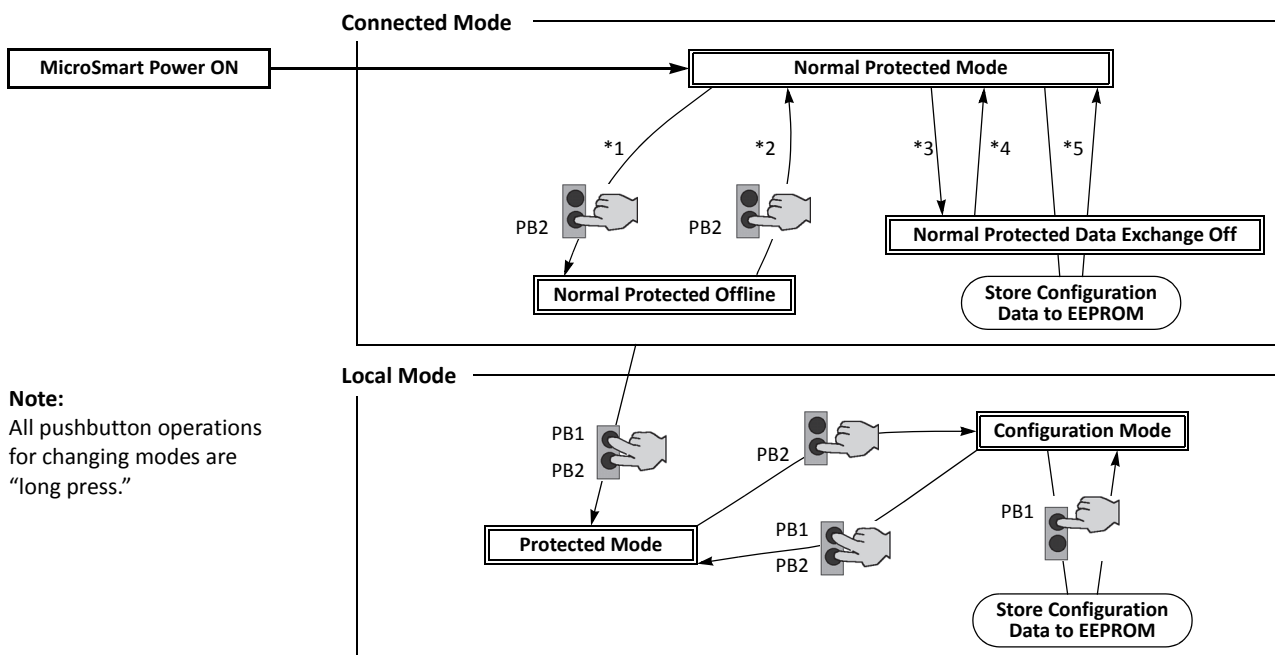 Connected Mode
MicroSmart Power ON
Normal Protected Mode
*1
*2
*3
*4
*5
PB2
PB2
Normal Protected Data Exchange Off
Normal Protected Offline
Store Configuration
Data to EEPROM
Local Mode
Note:
All pushbutton operations
for changing modes are
“long press.”
PB1
PB2
PB2
Configuration Mode
PB1
Protected Mode
PB1
PB2
Store Configuration
Data to EEPROM